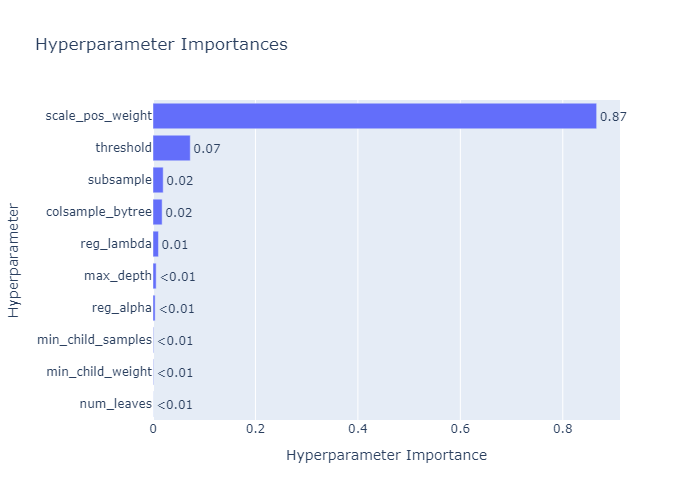 Hyperparameter Importances
Hyperparameter
scale_pos_weight 0.87
threshold 0.07
subsample 0.02
colsample_bytree 0.02
reg_lambda 0.01
max_depth <0.01
reg_alpha <0.01
min_child_samples <0.01
min_child_weight <0.01
num_leaves <0.01
0 0.2 0.4 0.6 0.8
Hyperparameter Importance